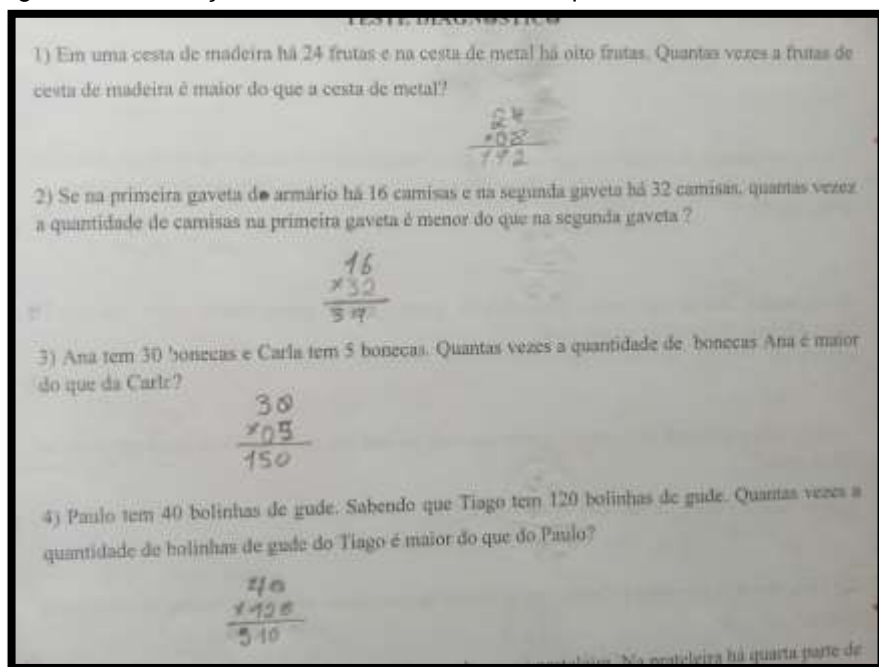 TESTE DIAGNÓSTICO
1) Em uma cesta de madeira há 24 frutas e na cesta de metal há oito frutas. Quantas vezes a frutas de
cesta de madeira é maior do que a cesta de metal?
24
08
192
2) Se na primeira gaveta do armário há 16 camisas e na segunda gaveta há 32 camisas, quantas vezez
a quantidade de camisas na primeira gaveta é menor do que na segunda gaveta ?
16
×32
3) Ana tem 30 bonecas e Carla tem 5 bonecas. Quantas vezes a quantidade de bonecas Ana é maior
do que da Carla?
30
×05
150
4) Paulo tem 40 bolinhas de gude. Sabendo que Tiago tem 120 bolinhas de gude. Quantas vezes a
quantidade de bolinhas de gude do Tiago é maior do que do Paulo?
40
×120
Na prateleira há quarta parte de